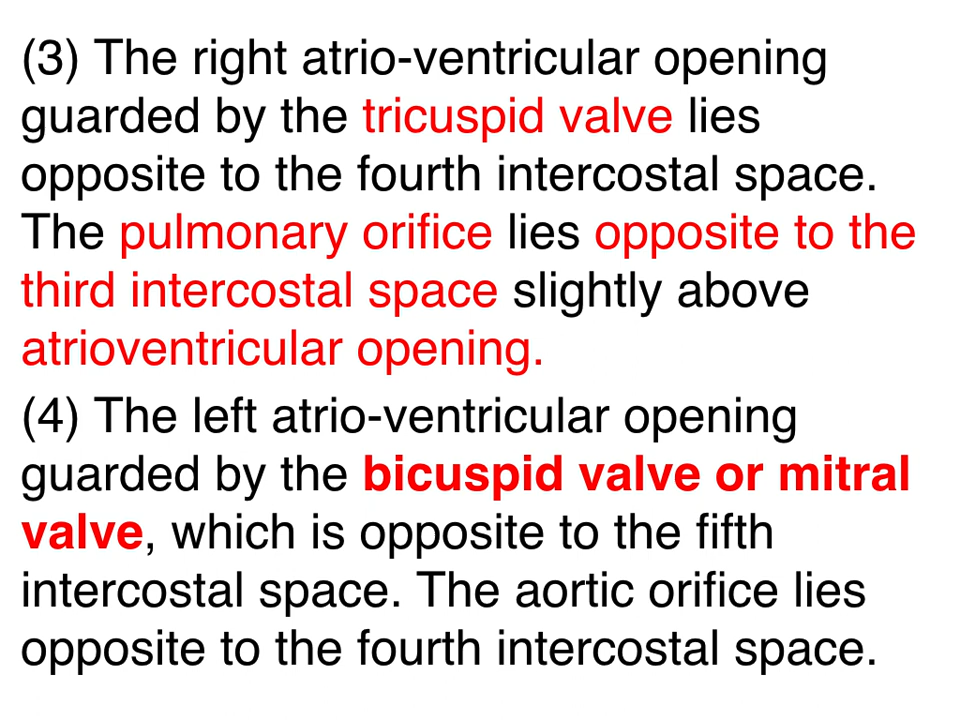 (3) The right atrio-ventricular opening
guarded by the tricuspid valve lies
opposite to the fourth intercostal space.
The pulmonary orifice lies opposite to the
third intercostal space slightly above
atrioventricular opening.
(4) The left atrio-ventricular opening
guarded by the bicuspid valve or mitral
valve, which is opposite to the fifth
intercostal space. The aortic orifice lies
opposite to the fourth intercostal space.